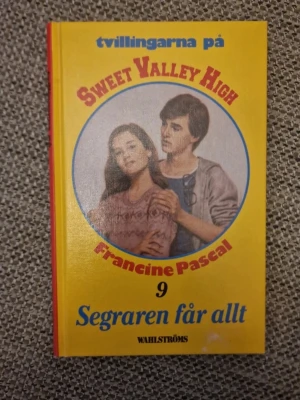 tvillingarna på
SWEET VALLEY HIGH
Francine Pascal
9
Segraren får allt
WAHLSTRÖMS